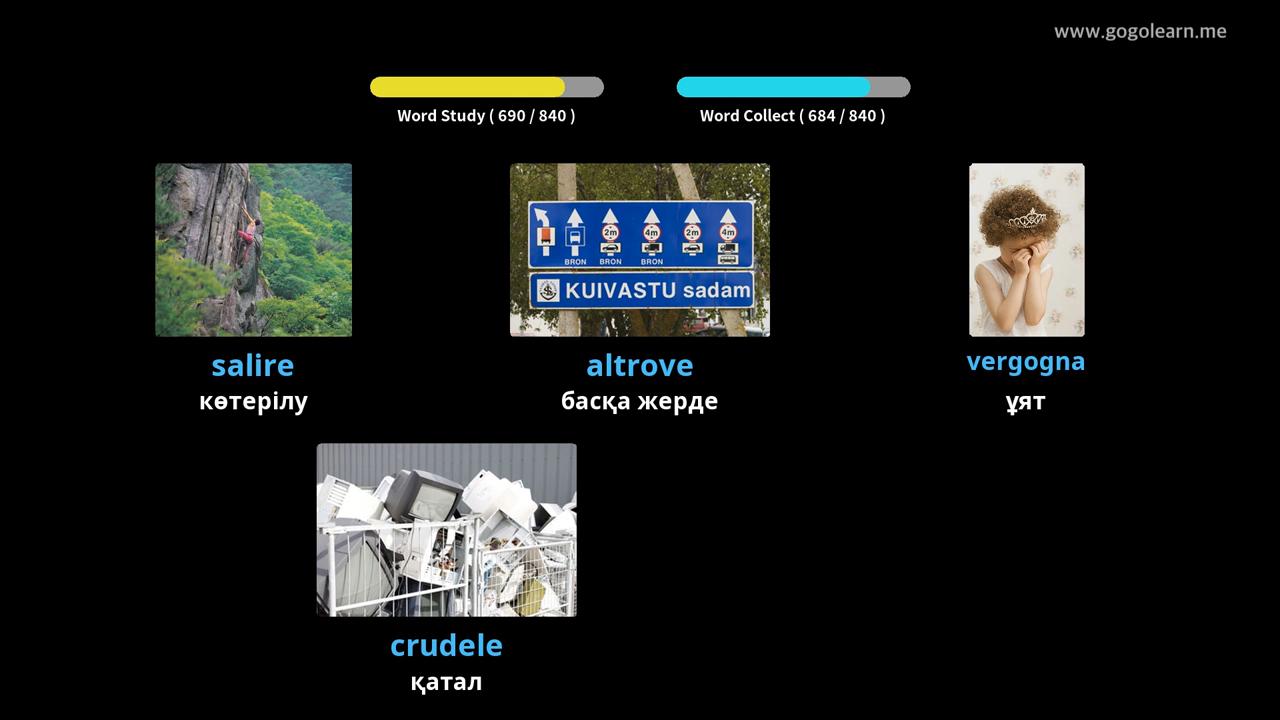 www.gogolearn.me
Word Study ( 690 / 840 )
Word Collect ( 684 / 840 )
2m
4m
2m
4m
BRON
BRON
BRON
KUIVASTU sadam
salire
көтерілу
altrove
басқа жерде
vergogna
ұят
crudele
қатал